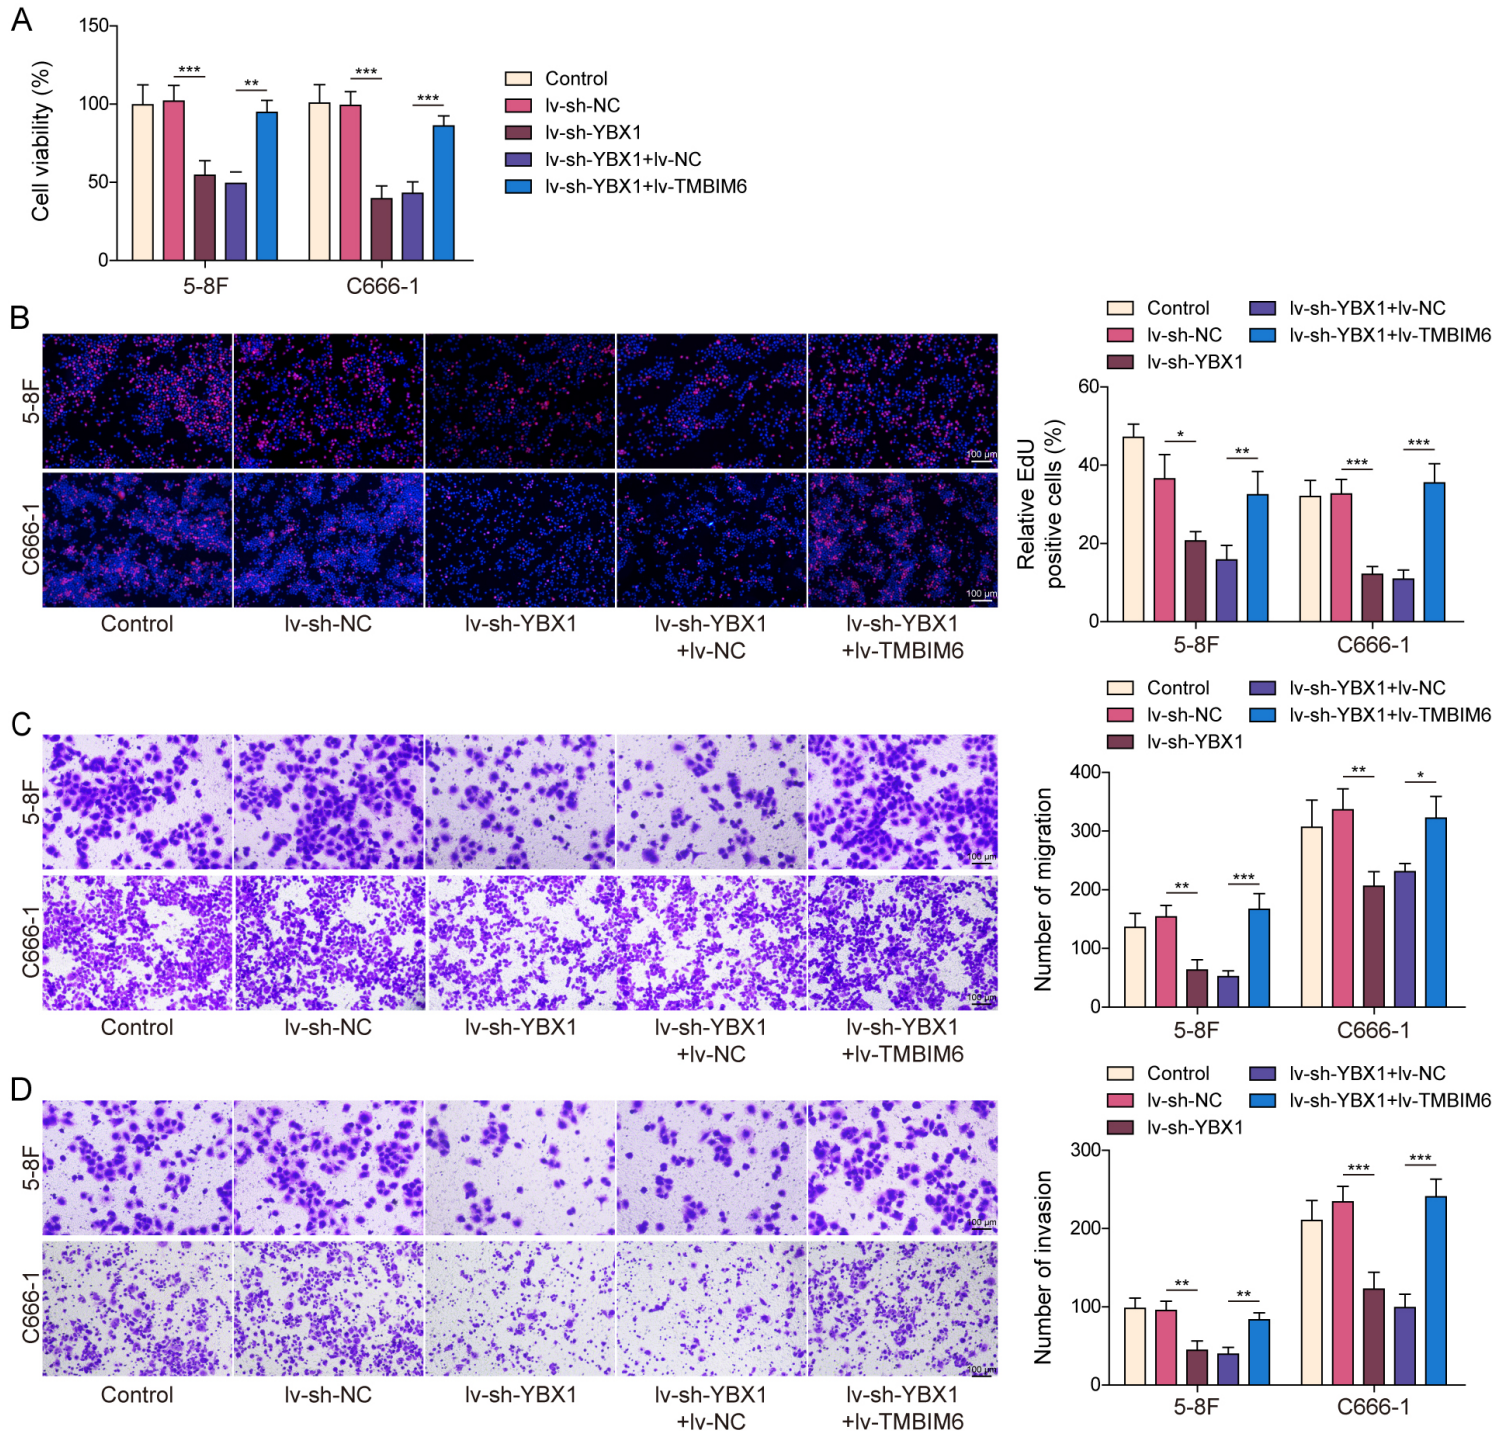 A
150
100
50
0
Cell viability (%)
***
**
***
***
5-8F
C666-1
Control
lv-sh-NC
lv-sh-YBX1
lv-sh-YBX1+lv-NC
lv-sh-YBX1+lv-TMBIM6
B
5-8F
100 µm
C666-1
100 µm
Control
lv-sh-NC
lv-sh-YBX1
lv-sh-YBX1
+lv-NC
lv-sh-YBX1
+lv-TMBIM6
Control
lv-sh-NC
lv-sh-YBX1
lv-sh-YBX1+lv-NC
lv-sh-YBX1+lv-TMBIM6
Relative EdU
positive cells (%)
60
40
20
0
*
**
***
***
5-8F
C666-1
C
5-8F
100 µm
C666-1
100 µm
Control
lv-sh-NC
lv-sh-YBX1
lv-sh-YBX1
+lv-NC
lv-sh-YBX1
+lv-TMBIM6
Control
lv-sh-NC
lv-sh-YBX1
lv-sh-YBX1+lv-NC
lv-sh-YBX1+lv-TMBIM6
Number of migration
400
300
200
100
0
**
***
**
*
5-8F
C666-1
D
5-8F
100 µm
C666-1
100 µm
Control
lv-sh-NC
lv-sh-YBX1
lv-sh-YBX1
+lv-NC
lv-sh-YBX1
+lv-TMBIM6
Control
lv-sh-NC
lv-sh-YBX1
lv-sh-YBX1+lv-NC
lv-sh-YBX1+lv-TMBIM6
Number of invasion
300
200
100
0
**
**
***
***
5-8F
C666-1